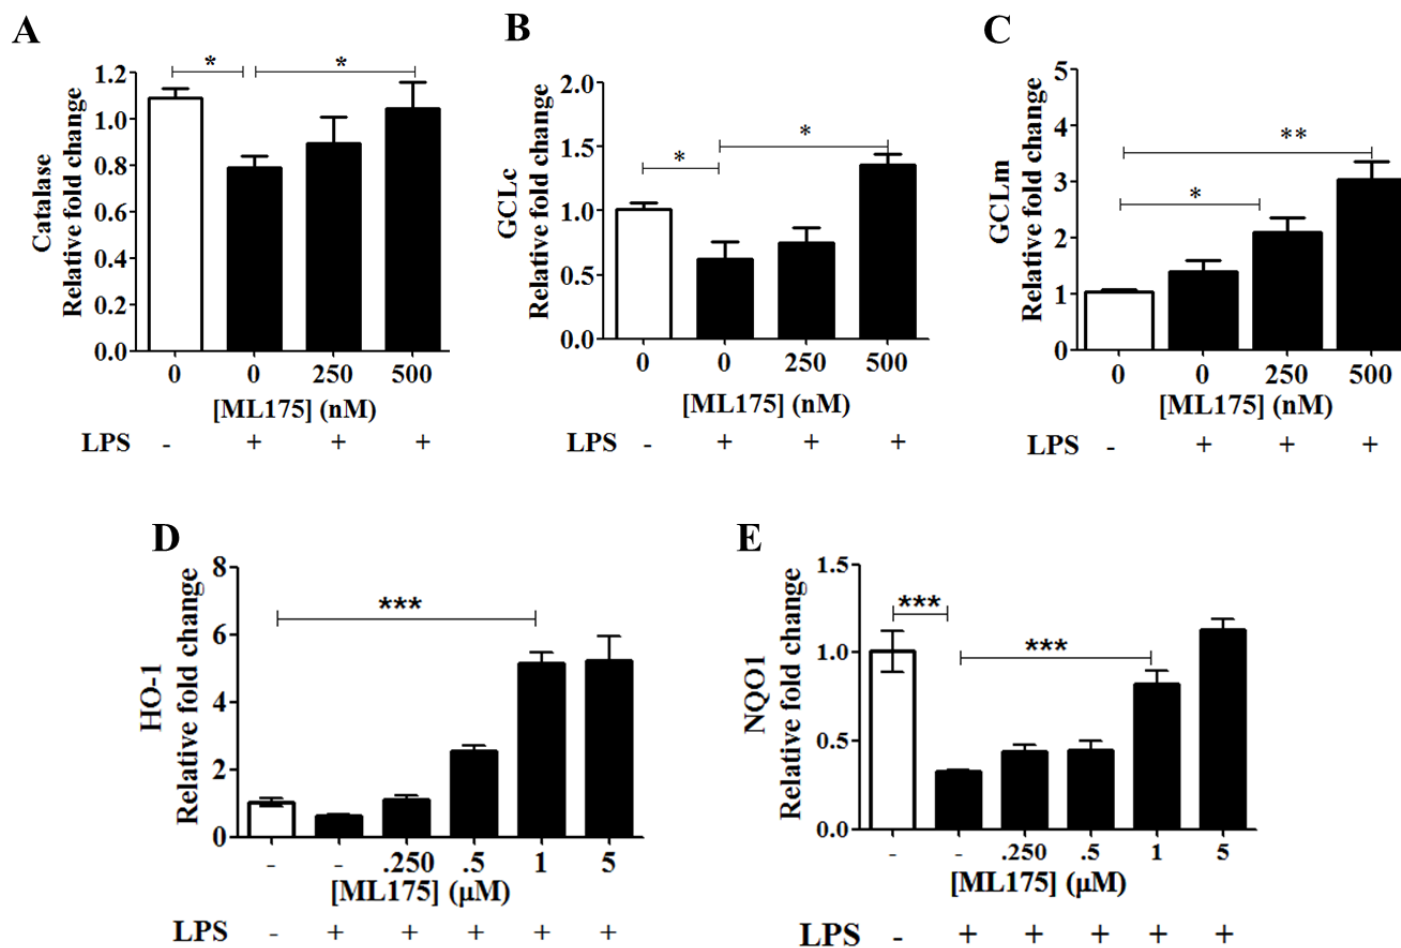 A
Catalase
Relative fold change
* *
1.2
1.0
0.8
0.6
0.4
0.2
0.0
0 0 250 500
[ML175] (nM)
LPS - + + +
B
GCLc
Relative fold change
2.0
1.5
1.0
0.5
0.0
* *
0 0 250 500
[ML175] (nM)
LPS - + + +
C
GCLm
Relative fold change
5
4
3
2
1
0
**
*
0 0 250 500
[ML175] (nM)
LPS - + + +
D
HO-1
Relative fold change
8
6
4
2
0
***
- - .250 .5 1 5
[ML175] (μM)
LPS - + + + + +
E
NQO1
Relative fold change
1.5
1.0
0.5
0.0
***
***
- - .250 .5 1 5
[ML175] (μM)
LPS - + + + + +